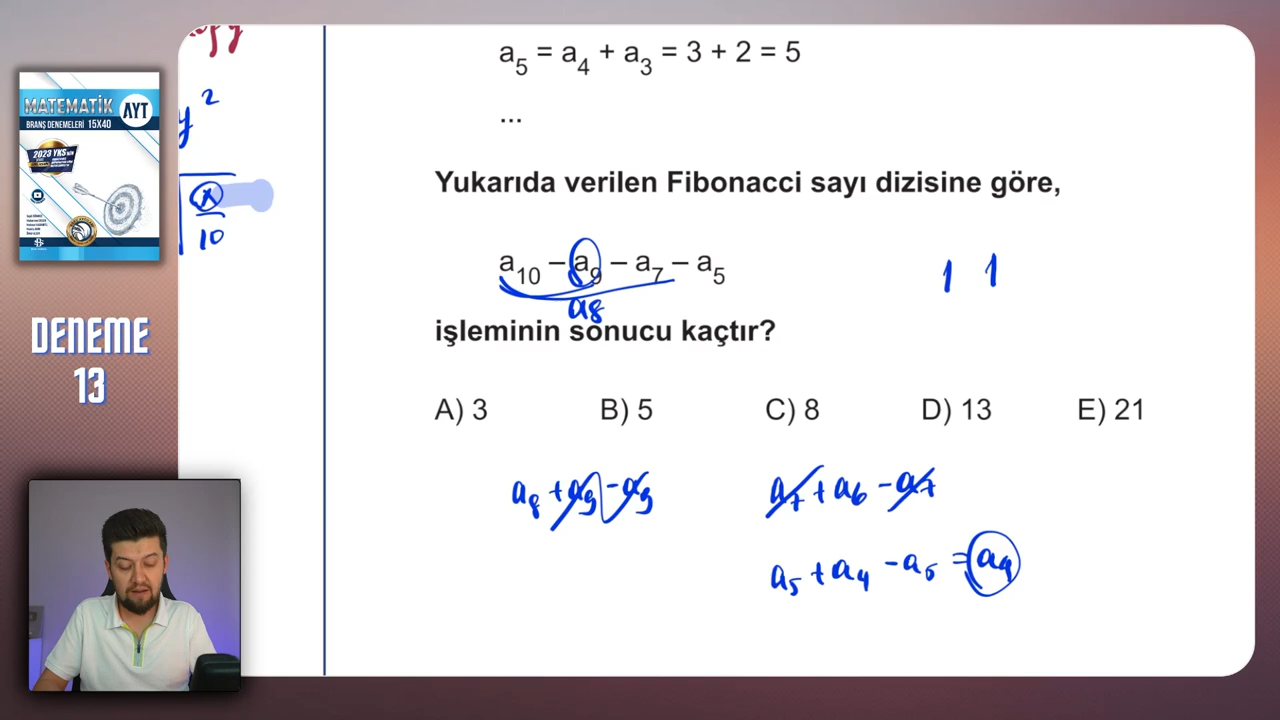 a5 = a4 + a3 = 3 + 2 = 5
...
y 2
x
10
MATEMATİK AYT
BRANŞ DENEMELERİ 15X40
2023 YKS'NİN
DENEME
13
Yukarıda verilen Fibonacci sayı dizisine göre,
a10 – a9 – a7 – a5
a8
1 1
işleminin sonucu kaçtır?
A) 3 B) 5 C) 8 D) 13 E) 21
a8 + a9 – a9 a7 + a6 – a7
a5 + a4 – a5 = a4